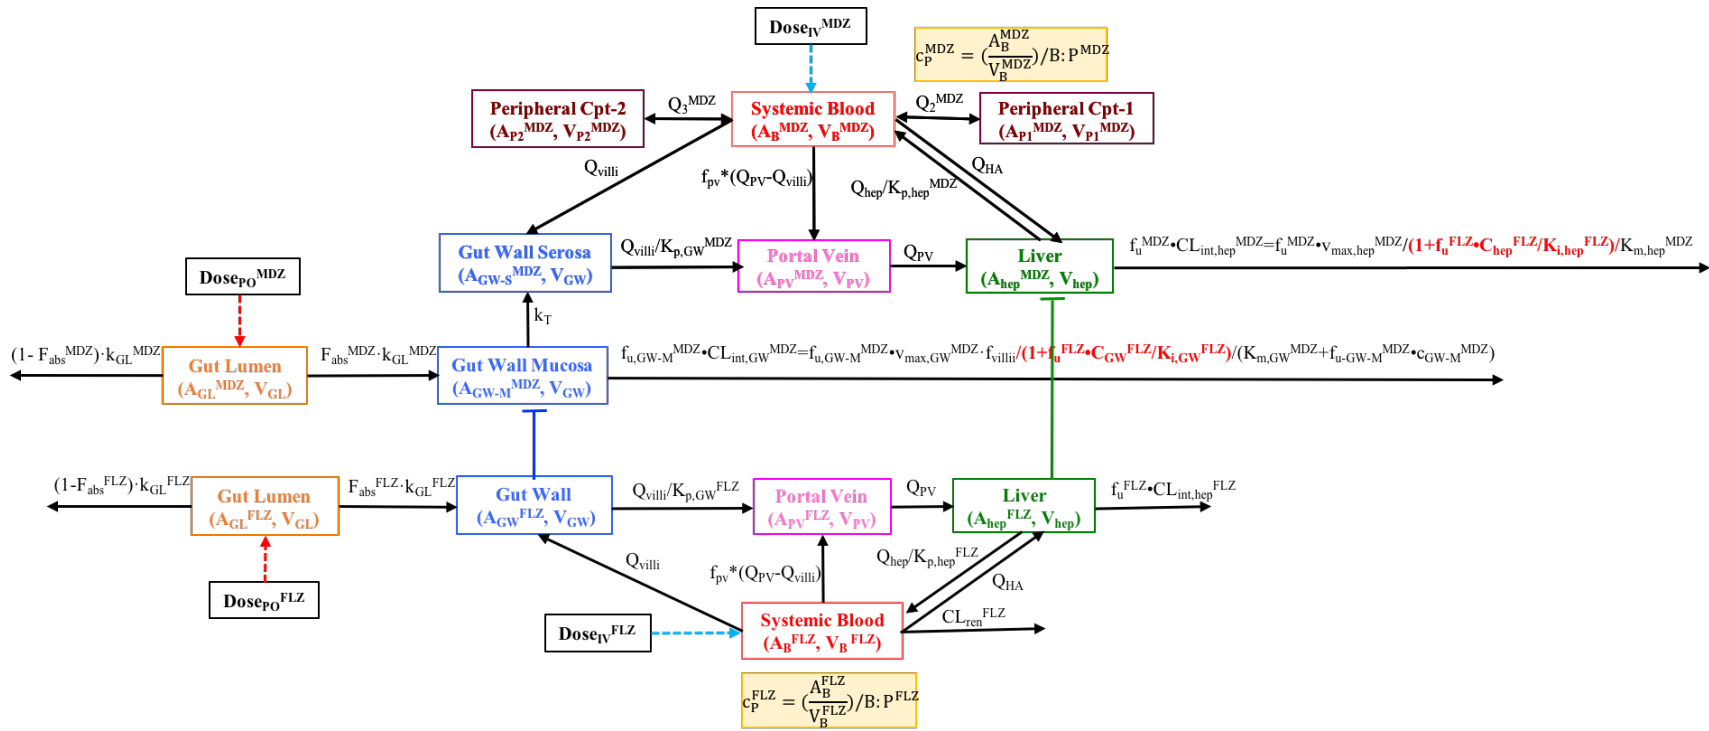 Dose_IV^MDZ
c_P^MDZ = (A_B^MDZ / V_B^MDZ)/B:P^MDZ
Peripheral Cpt-2
(A_P2^MDZ, V_P2^MDZ)
Q_3^MDZ
Systemic Blood
(A_B^MDZ, V_B^MDZ)
Q_2^MDZ
Peripheral Cpt-1
(A_P1^MDZ, V_P1^MDZ)
Q_villi
f_pv*(Q_PV-Q_villi)
Q_hep/K_p,hep^MDZ
Q_HA
Dose_PO^MDZ
Gut Wall Serosa
(A_GW-S^MDZ, V_GW)
Q_villi/K_p,GW^MDZ
Portal Vein
(A_PV^MDZ, V_PV)
Q_PV
Liver
(A_hep^MDZ, V_hep)
f_u^MDZ•CL_int,hep^MDZ=f_u^MDZ•v_max,hep^MDZ/(1+f_u^FLZ•C_hep^FLZ/K_i,hep^FLZ)/K_m,hep^MDZ
k_T
(1- F_abs^MDZ)·k_GL^MDZ
Gut Lumen
(A_GL^MDZ, V_GL)
F_abs^MDZ·k_GL^MDZ
Gut Wall Mucosa
(A_GW-M^MDZ, V_GW)
f_u,GW-M^MDZ•CL_int,GW^MDZ=f_u,GW-M^MDZ•v_max,GW^MDZ·f_villii/(1+f_u^FLZ•C_GW^FLZ/K_i,GW^FLZ)/(K_m,GW^MDZ+f_u-GW-M^MDZ•c_GW-M^MDZ)
(1-F_abs^FLZ)·k_GL^FLZ
Gut Lumen
(A_GL^FLZ, V_GL)
F_abs^FLZ·k_GL^FLZ
Gut Wall
(A_GW^FLZ, V_GW)
Q_villi/K_p,GW^FLZ
Portal Vein
(A_PV^FLZ, V_PV)
Q_PV
Liver
(A_hep^FLZ, V_hep)
f_u^FLZ•CL_int,hep^FLZ
Dose_PO^FLZ
Q_villi
f_pv*(Q_PV-Q_villi)
Q_hep/K_p,hep^FLZ
Q_HA
Dose_IV^FLZ
Systemic Blood
(A_B^FLZ, V_B^FLZ)
CL_ren^FLZ
c_P^FLZ = (A_B^FLZ / V_B^FLZ)/B:P^FLZ